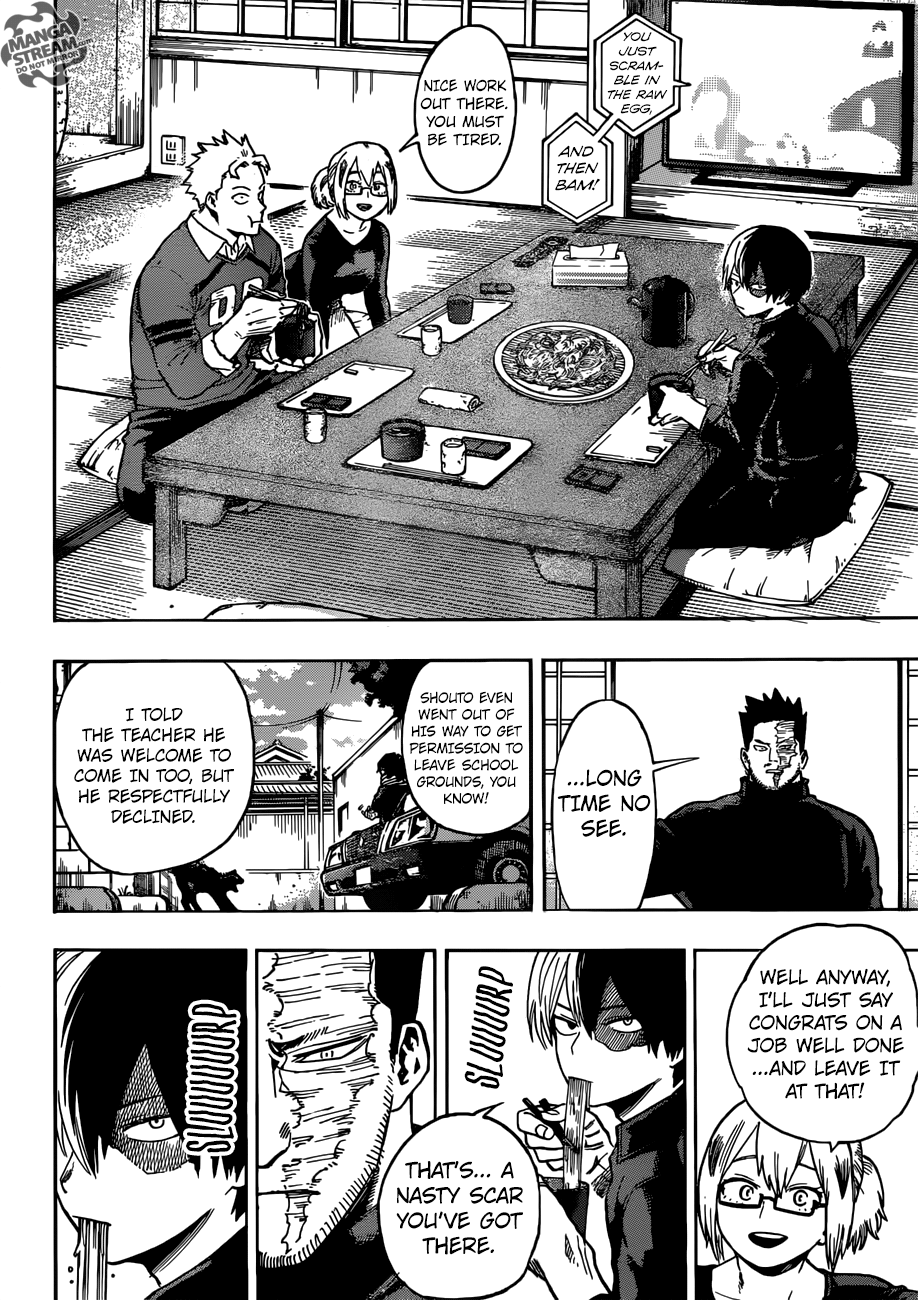 MANGA
STREAM
DO NOT MIRROR.com
YOU
JUST
SCRAM-
BLE IN
THE RAW
EGG,
AND
THEN
BAM!
NICE WORK
OUT THERE.
YOU MUST
BE TIRED.
00
...LONG
TIME NO
SEE.
SHOUTO EVEN
WENT OUT OF
HIS WAY TO GET
PERMISSION TO
LEAVE SCHOOL
GROUNDS, YOU
KNOW!
I TOLD
THE TEACHER HE
WAS WELCOME TO
COME IN TOO, BUT
HE RESPECTFULLY
DECLINED.
WELL ANYWAY,
I'LL JUST SAY
CONGRATS ON A
JOB WELL DONE
...AND LEAVE IT
AT THAT!
SLUUURP
THAT'S... A
NASTY SCAR
YOU'VE GOT
THERE.
SLUUUUUURP